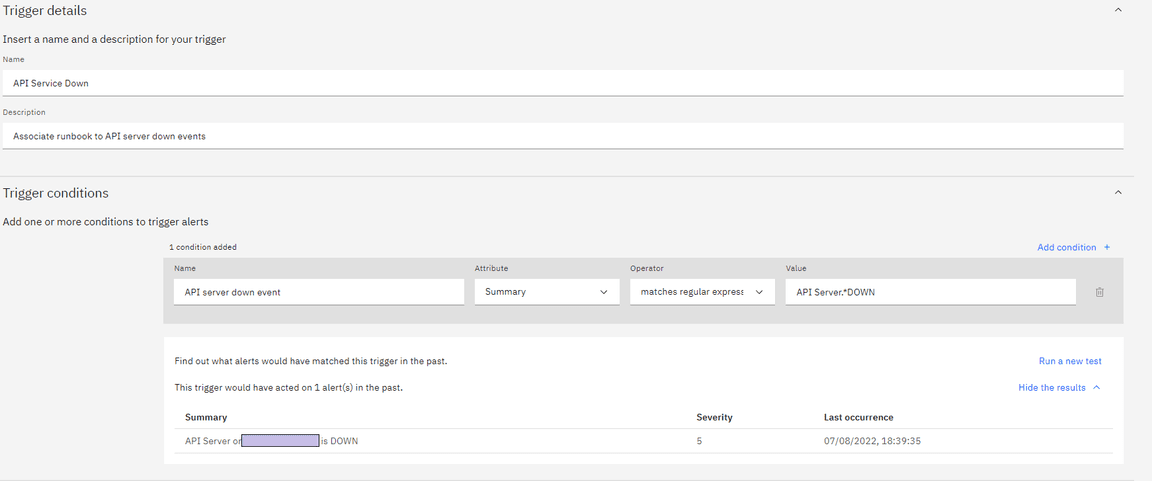 Trigger details
Insert a name and a description for your trigger
Name
API Service Down
Description
Associate runbook to API server down events
Trigger conditions
Add one or more conditions to trigger alerts
1 condition added
Add condition +
Name Attribute Operator Value
API server down event Summary matches regular express API Server.*DOWN
Find out what alerts would have matched this trigger in the past.
Run a new test
This trigger would have acted on 1 alert(s) in the past.
Hide the results
Summary Severity Last occurrence
API Server or is DOWN 5 07/08/2022, 18:39:35